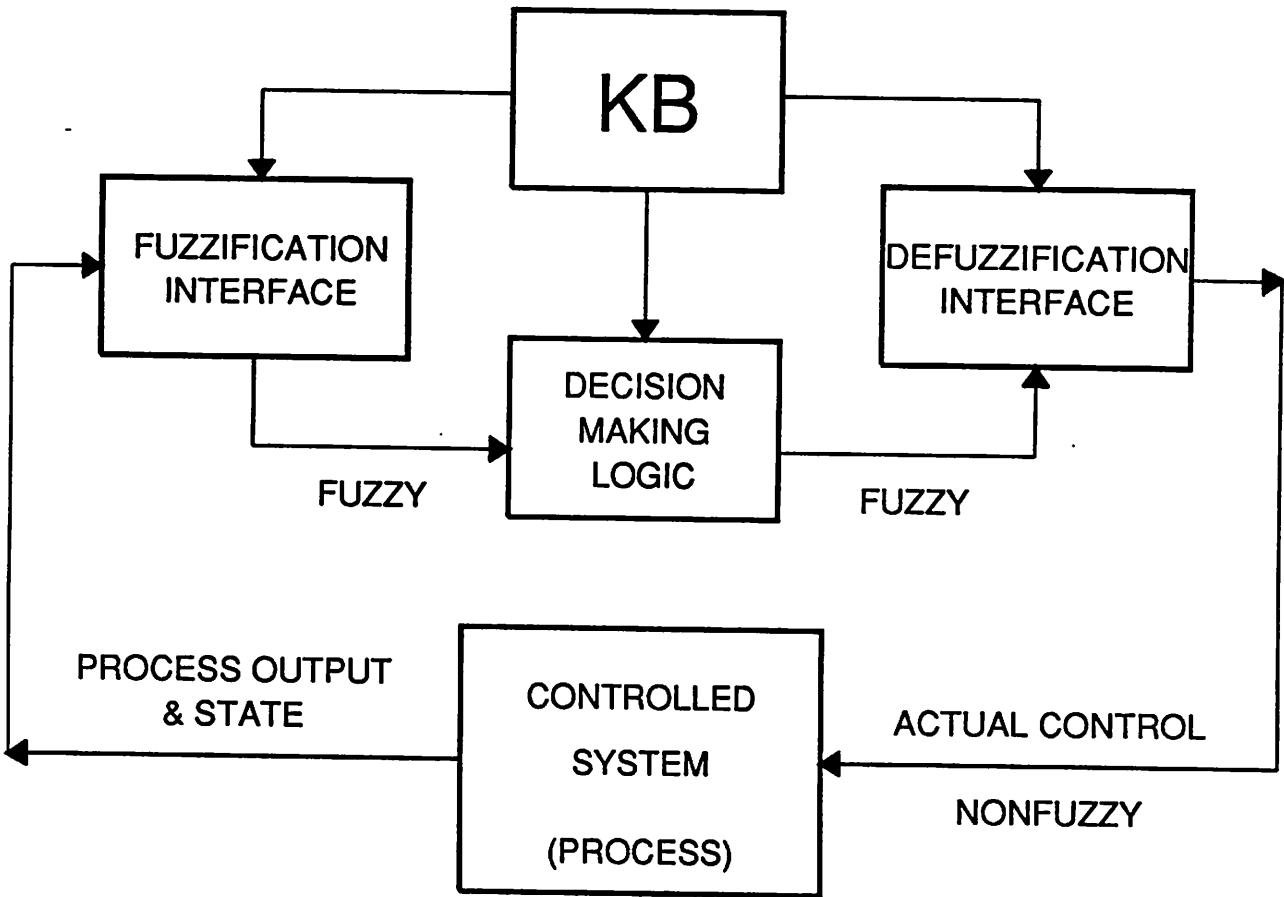 KB
FUZZIFICATION
INTERFACE
DEFUZZIFICATION
INTERFACE
DECISION
MAKING
LOGIC
FUZZY
FUZZY
PROCESS OUTPUT
& STATE
CONTROLLED
SYSTEM
(PROCESS)
ACTUAL CONTROL
NONFUZZY